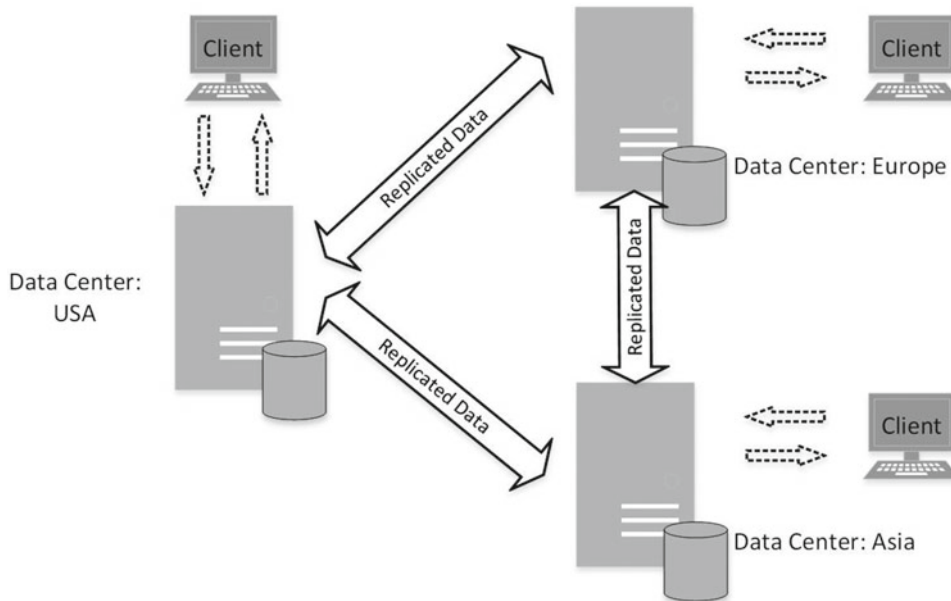 Client
Client
Replicated Data
Data Center: Europe
Data Center:
USA
Replicated Data
Replicated Data
Client
Data Center: Asia